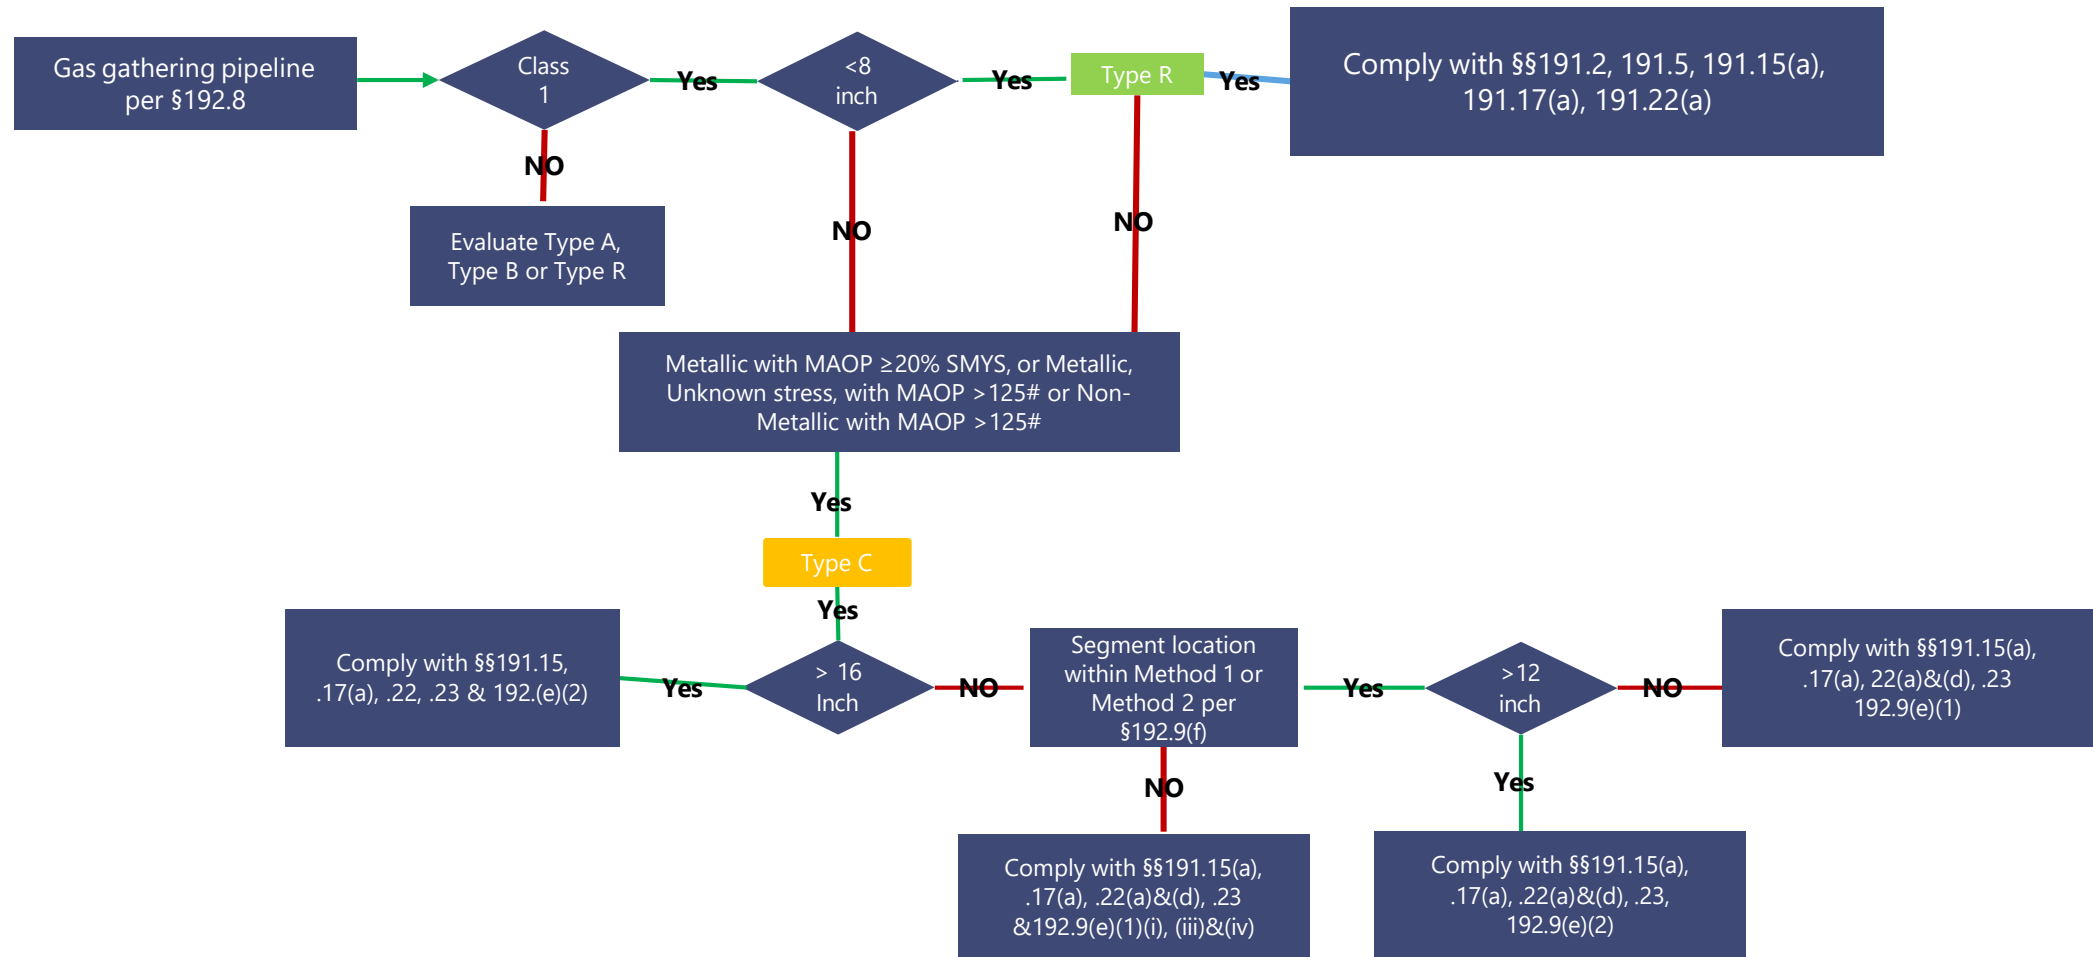 Gas gathering pipeline
per §192.8
Class
1
Yes
<8
inch
Yes
Type R
Yes
Comply with §§191.2, 191.5, 191.15(a),
191.17(a), 191.22(a)
NO
Evaluate Type A,
Type B or Type R
NO
NO
Metallic with MAOP ≥20% SMYS, or Metallic,
Unknown stress, with MAOP >125# or Non-
Metallic with MAOP >125#
Yes
Type C
Yes
Comply with §§191.15,
.17(a), .22, .23 & 192.(e)(2)
Yes
> 16
Inch
NO
Segment location
within Method 1 or
Method 2 per
§192.9(f)
Yes
>12
inch
NO
Comply with §§191.15(a),
.17(a), 22(a)&(d), .23
192.9(e)(1)
NO
Yes
Comply with §§191.15(a),
.17(a), .22(a)&(d), .23
&192.9(e)(1)(i), (iii)&(iv)
Comply with §§191.15(a),
.17(a), .22(a)&(d), .23,
192.9(e)(2)